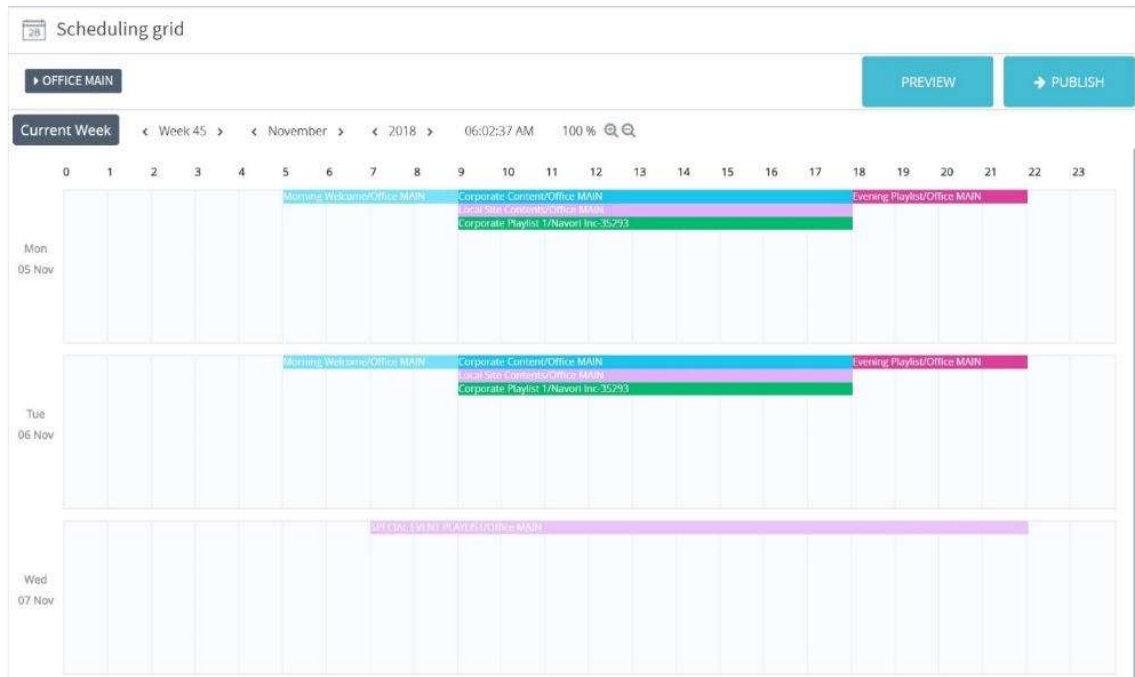 28 Scheduling grid
OFFICE MAIN PREVIEW PUBLISH
Current Week Week 45 November 2018 06:02:37 AM 100 %
0 1 2 3 4 5 6 7 8 9 10 11 12 13 14 15 16 17 18 19 20 21 22 23
Morning Welcome/Office MAIN Corporate Content/Office MAIN Evening Playlist/Office MAIN
Local Site Contents/Office MAIN
Corporate Playlist 1/Navori Inc-35293
Mon
05 Nov
Morning Welcome/Office MAIN Corporate Content/Office MAIN Evening Playlist/Office MAIN
Local Site Contents/Office MAIN
Corporate Playlist 1/Navori Inc-35293
Tue
06 Nov
SPECIAL EVENT PLAYLIST/Office MAIN
Wed
07 Nov